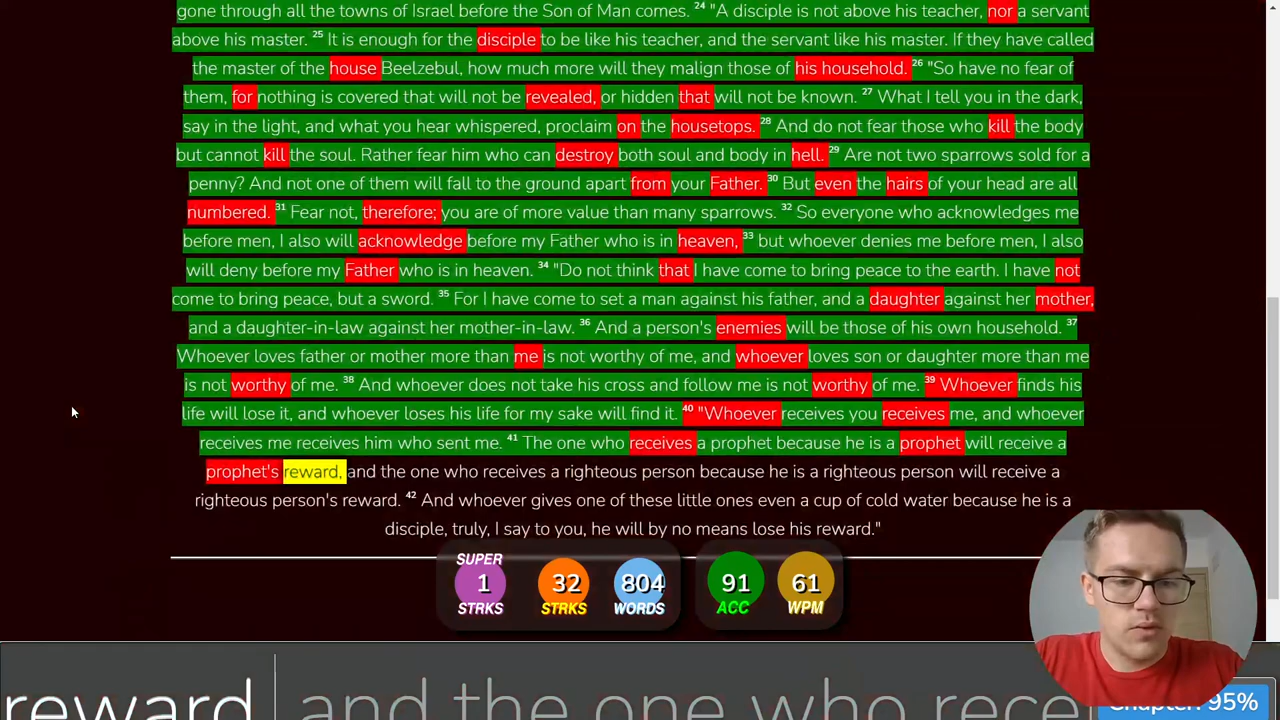 gone through all the towns of Israel before the Son of Man comes. 24 "A disciple is not above his teacher, nor a servant
above his master. 25 It is enough for the disciple to be like his teacher, and the servant like his master. If they have called
the master of the house Beelzebul, how much more will they malign those of his household. 26 "So have no fear of
them, for nothing is covered that will not be revealed, or hidden that will not be known. 27 What I tell you in the dark,
say in the light, and what you hear whispered, proclaim on the housetops. 28 And do not fear those who kill the body
but cannot kill the soul. Rather fear him who can destroy both soul and body in hell. 29 Are not two sparrows sold for a
penny? And not one of them will fall to the ground apart from your Father. 30 But even the hairs of your head are all
numbered. 31 Fear not, therefore; you are of more value than many sparrows. 32 So everyone who acknowledges me
before men, I also will acknowledge before my Father who is in heaven, 33 but whoever denies me before men, I also
will deny before my Father who is in heaven. 34 "Do not think that I have come to bring peace to the earth. I have not
come to bring peace, but a sword. 35 For I have come to set a man against his father, and a daughter against her mother,
and a daughter-in-law against her mother-in-law. 36 And a person's enemies will be those of his own household. 37
Whoever loves father or mother more than me is not worthy of me, and whoever loves son or daughter more than me
is not worthy of me. 38 And whoever does not take his cross and follow me is not worthy of me. 39 Whoever finds his
life will lose it, and whoever loses his life for my sake will find it. 40 "Whoever receives you receives me, and whoever
receives me receives him who sent me. 41 The one who receives a prophet because he is a prophet will receive a
prophet's reward, and the one who receives a righteous person because he is a righteous person will receive a
righteous person's reward. 42 And whoever gives one of these little ones even a cup of cold water because he is a
disciple, truly, I say to you, he will by no means lose his reward."
SUPER
1 32 804 91 61
STRKS STRKS WORDS ACC WPM
reward and the one who rece
Chapter: 95%